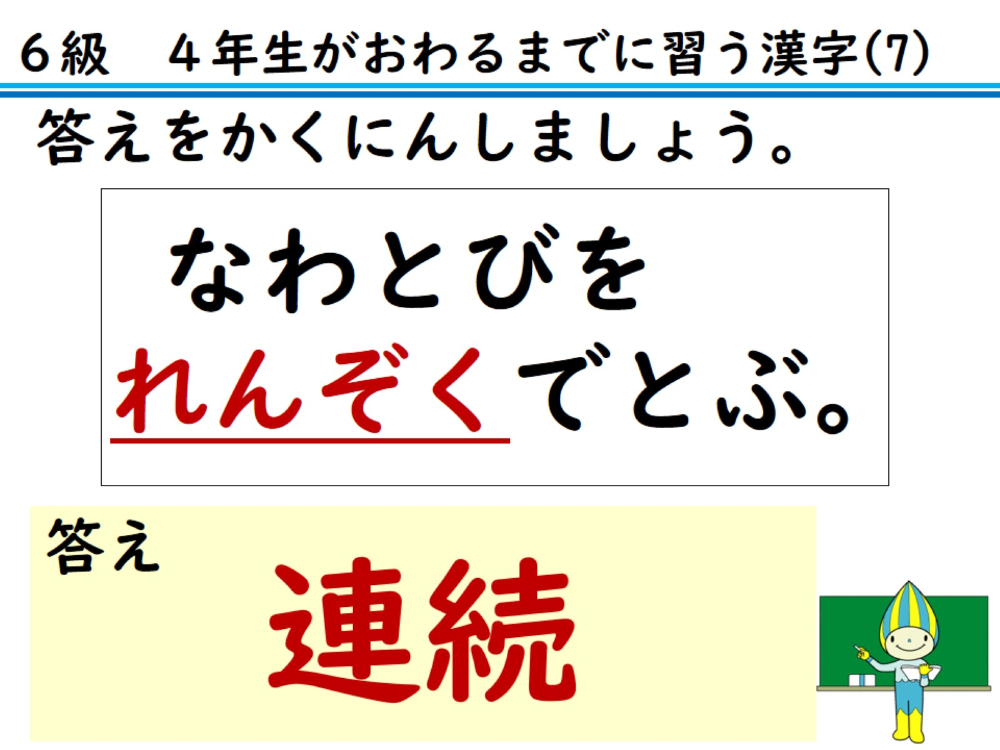 ６級　４年生がおわるまでに習う漢字(7)
答えをかくにんしましょう。
なわとびを
れんぞくでとぶ。
答え
連続